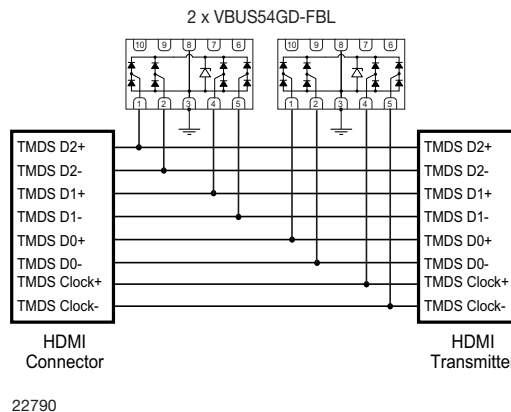 2 x VBUS54GD-FBL
10 9 8 7 6
10 9 8 7 6
1 2 3 4 5
1 2 3 4 5
TMDS D2+
TMDS D2-
TMDS D1+
TMDS D1-
TMDS D0+
TMDS D0-
TMDS Clock+
TMDS Clock-
TMDS D2+
TMDS D2-
TMDS D1+
TMDS D1-
TMDS D0+
TMDS D0-
TMDS Clock+
TMDS Clock-
HDMI
Connector
HDMI
Transmitter
22790